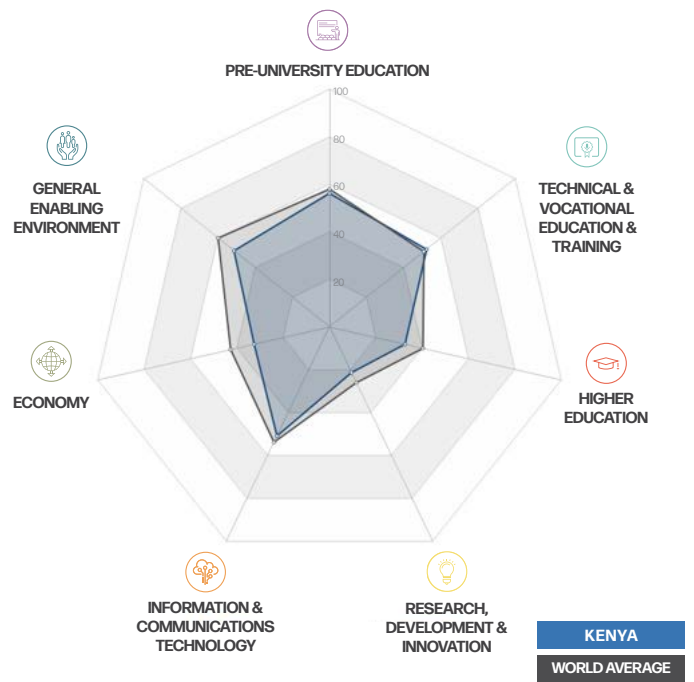 PRE-UNIVERSITY EDUCATION
100
80
60
40
20
GENERAL
ENABLING
ENVIRONMENT
TECHNICAL &
VOCATIONAL
EDUCATION &
TRAINING
ECONOMY
HIGHER
EDUCATION
INFORMATION &
COMMUNICATIONS
TECHNOLOGY
RESEARCH,
DEVELOPMENT &
INNOVATION
KENYA
WORLD AVERAGE